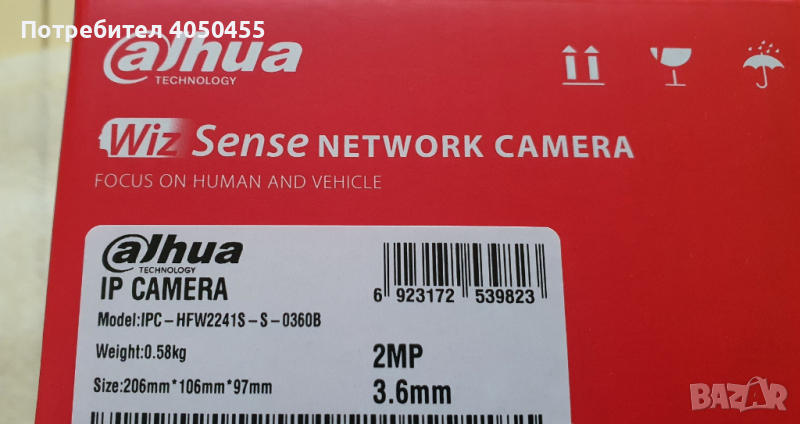 Потребител 4050455
alhua
TECHNOLOGY
Wiz Sense NETWORK CAMERA
FOCUS ON HUMAN AND VEHICLE
alhua
TECHNOLOGY
IP CAMERA
6 923172 539823
Model:IPC-HFW2241S-S-0360B
Weight:0.58kg
2MP
Size:206mm*106mm*97mm
3.6mm
BAZAR